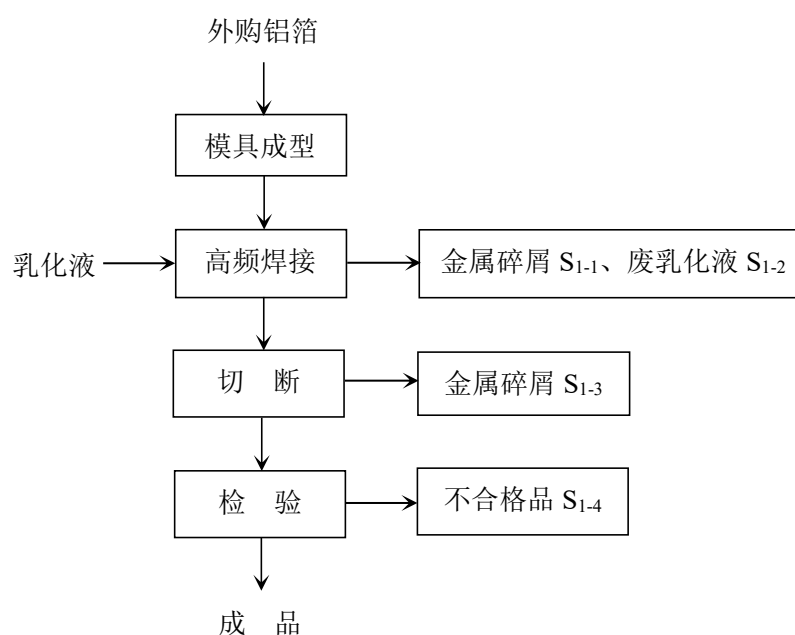 外购铝箔
模具成型
乳化液
高频焊接
金属碎屑 S1-1、废乳化液 S1-2
切 断
金属碎屑 S1-3
检 验
不合格品 S1-4
成 品